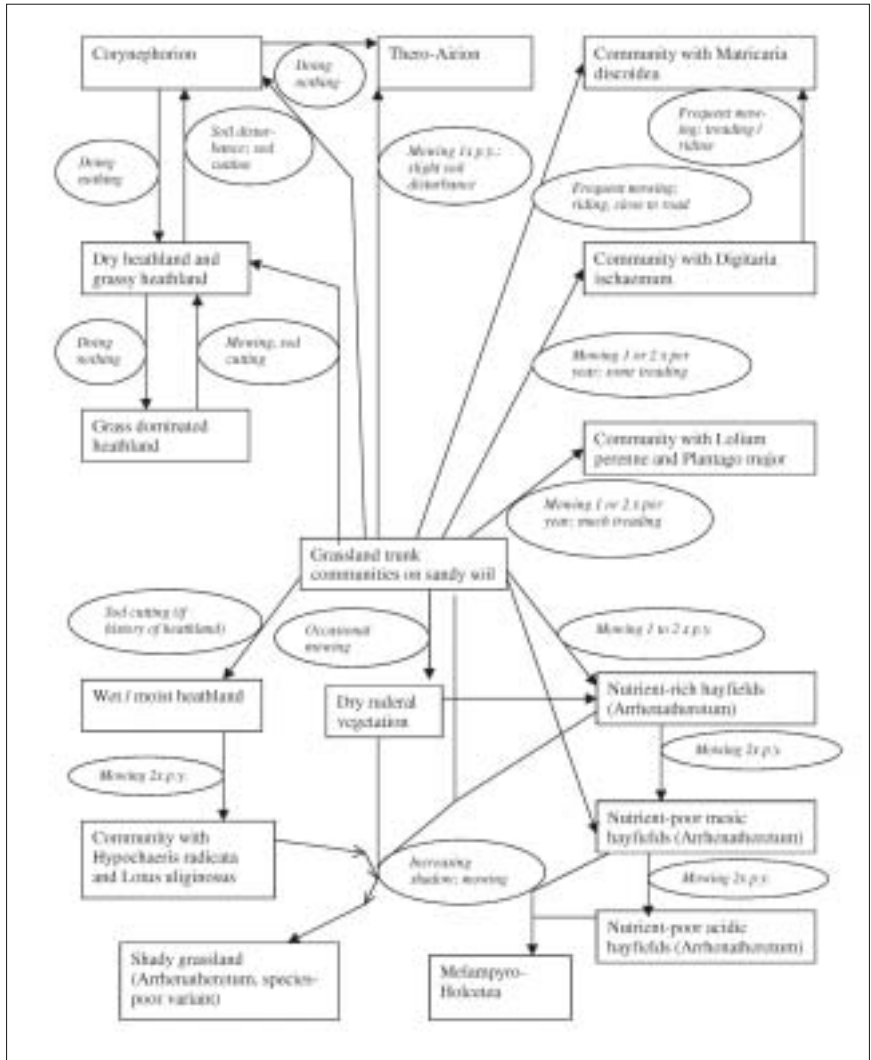 Corynephorion
Doing
nothing
Thero-Airion
Community with Matricaria
discoidea
Doing
nothing
Soil distur-
bance; sod
cutting
Mowing 1x p.y.;
slight soil
disturbance
Frequent mow-
ing; treading /
riding
Frequent mowing;
riding, close to road
Dry heathland and
grassy heathland
Community with Digitaria
ischaemum
Doing
nothing
Mowing, sod
cutting
Mowing 1 or 2 x per
year; some treading
Grass dominated
heathland
Community with Lolium
perenne and Plantago major
Mowing 1 or 2 x per
year; much treading
Grassland trunk
communities on sandy soil
Sod cutting (if
history of heathland)
Occasional
mowing
Mowing 1 to 2 x p.y.
Wet / moist heathland
Dry ruderal
vegetation
Nutrient-rich hayfields
(Arrhenatheretum)
Mowing 2x p.y.
Mowing 2x p.y.
Community with
Hypochaeris radicata
and Lotus uliginosus
Increasing
shadow; mowing
Nutrient-poor mesic
hayfields (Arrhenatheretum)
Mowing 2x p.y.
Shady grassland
(Arrhenatheretum, species-
poor variant)
Melampyro-
Holcetea
Nutrient-poor acidic
hayfields (Arrhenatheretum)